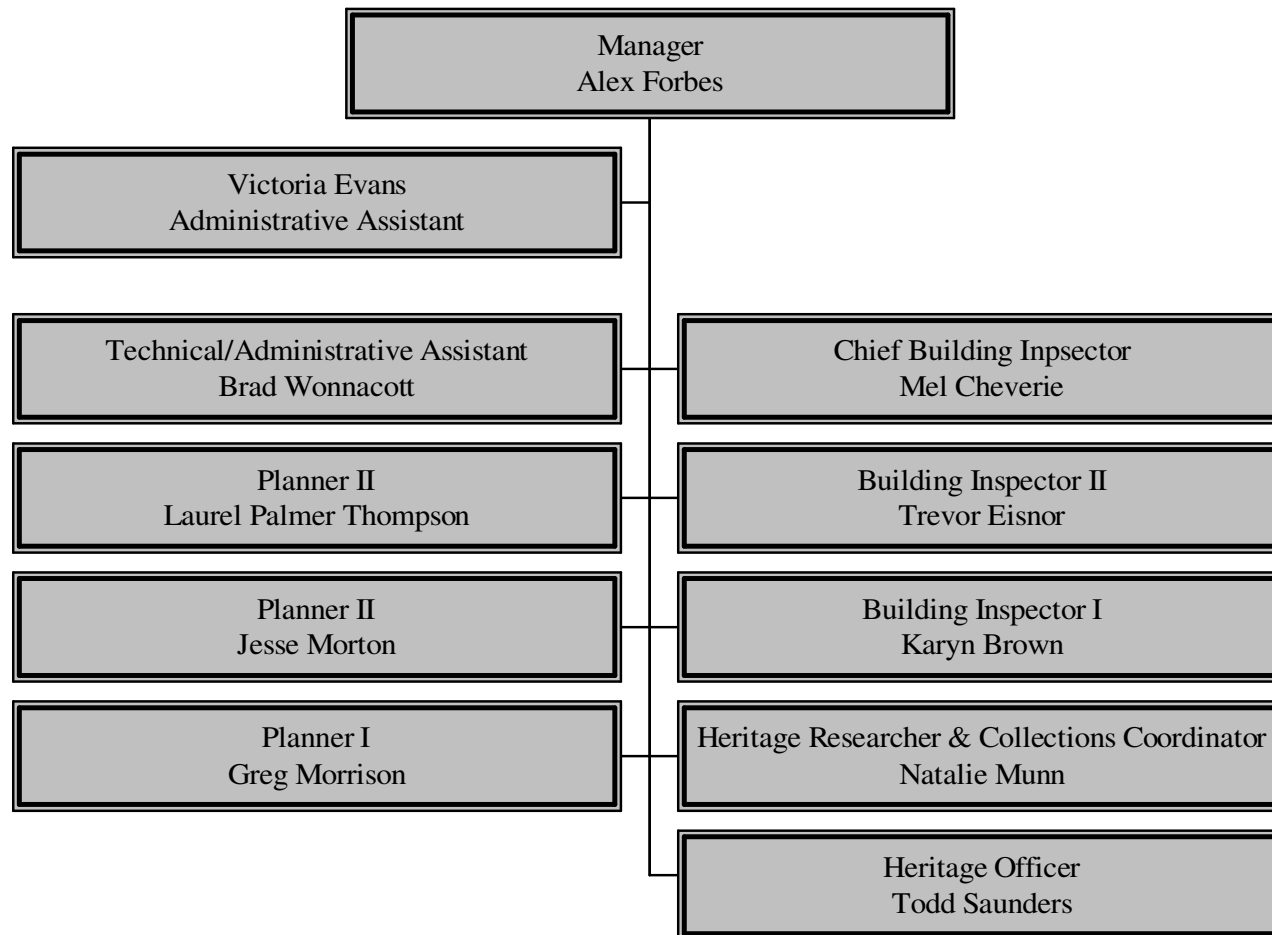 Manager
Alex Forbes
Victoria Evans
Administrative Assistant
Technical/Administrative Assistant
Brad Wonnacott
Chief Building Inpsector
Mel Cheverie
Planner II
Laurel Palmer Thompson
Building Inspector II
Trevor Eisnor
Planner II
Jesse Morton
Building Inspector I
Karyn Brown
Planner I
Greg Morrison
Heritage Researcher & Collections Coordinator
Natalie Munn
Heritage Officer
Todd Saunders